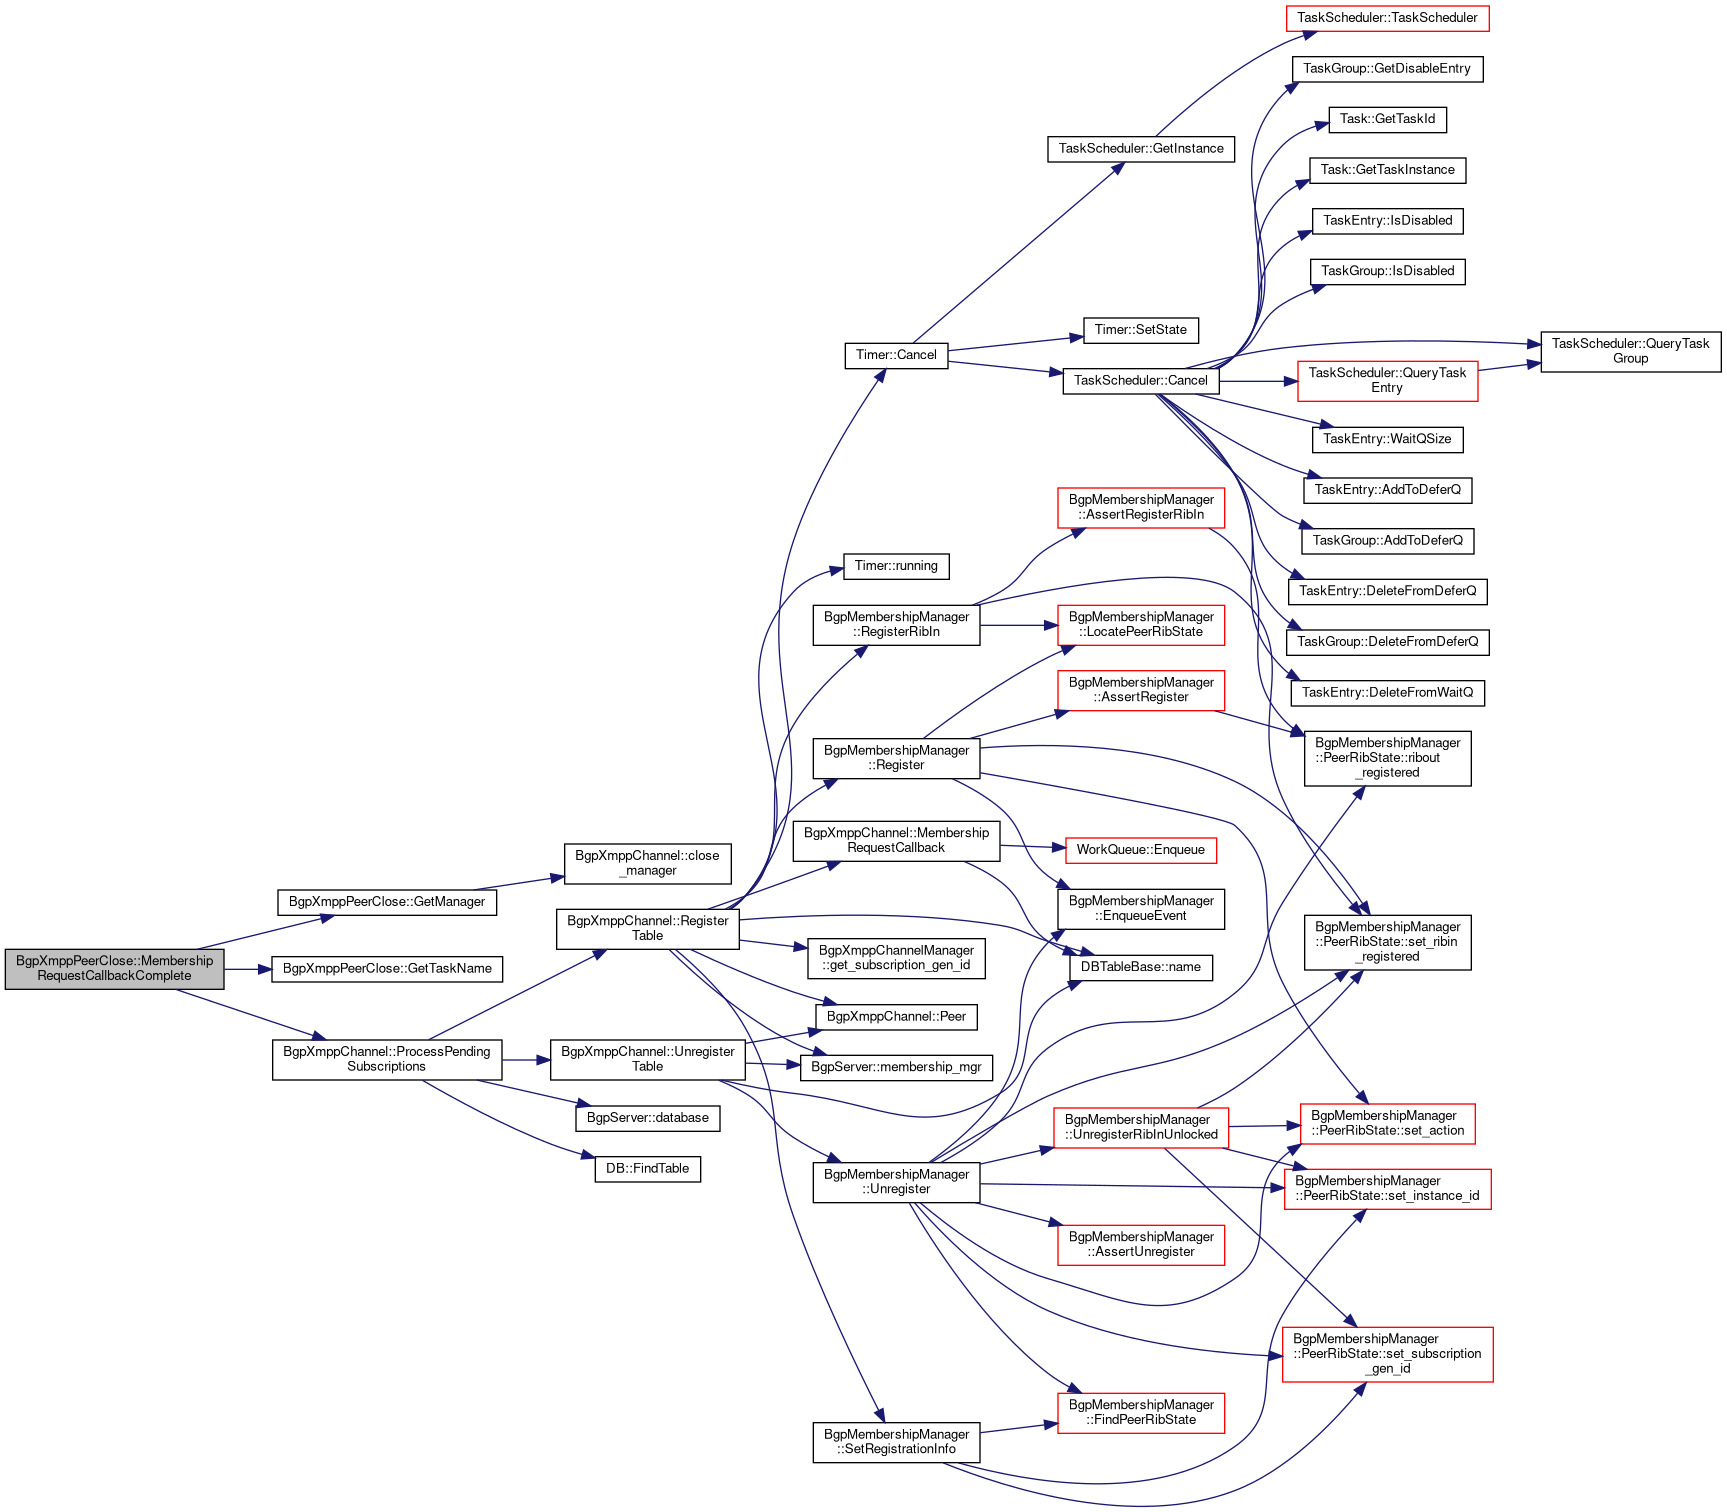 TaskScheduler::TaskScheduler
TaskGroup::GetDisableEntry
Task::GetTaskId
TaskScheduler::GetInstance
Task::GetTaskInstance
TaskEntry::IsDisabled
TaskGroup::IsDisabled
Timer::SetState
Timer::Cancel
TaskScheduler::QueryTask
Group
TaskScheduler::Cancel
TaskScheduler::QueryTask
Entry
TaskEntry::WaitQSize
TaskEntry::AddToDeferQ
BgpMembershipManager
::AssertRegisterRibIn
TaskGroup::AddToDeferQ
Timer::running
TaskEntry::DeleteFromDeferQ
BgpMembershipManager
::RegisterRibIn
BgpMembershipManager
::LocatePeerRibState
TaskGroup::DeleteFromDeferQ
BgpMembershipManager
::AssertRegister
TaskEntry::DeleteFromWaitQ
BgpMembershipManager
::Register
BgpMembershipManager
::PeerRibState::ribout
_registered
BgpXmppChannel::Membership
RequestCallback
WorkQueue::Enqueue
BgpXmppChannel::close
_manager
BgpXmppPeerClose::GetManager
BgpMembershipManager
::EnqueueEvent
BgpXmppChannel::Register
Table
BgpMembershipManager
::PeerRibState::set_ribin
_registered
BgpXmppChannelManager
::get_subscription_gen_id
BgpXmppPeerClose::Membership
RequestCallbackComplete
BgpXmppPeerClose::GetTaskName
DBTableBase::name
BgpXmppChannel::Peer
BgpXmppChannel::ProcessPending
Subscriptions
BgpXmppChannel::Unregister
Table
BgpServer::membership_mgr
BgpServer::database
BgpMembershipManager
::UnregisterRibInUnlocked
BgpMembershipManager
::PeerRibState::set_action
DB::FindTable
BgpMembershipManager
::Unregister
BgpMembershipManager
::PeerRibState::set_instance_id
BgpMembershipManager
::AssertUnregister
BgpMembershipManager
::PeerRibState::set_subscription
_gen_id
BgpMembershipManager
::FindPeerRibState
BgpMembershipManager
::SetRegistrationInfo